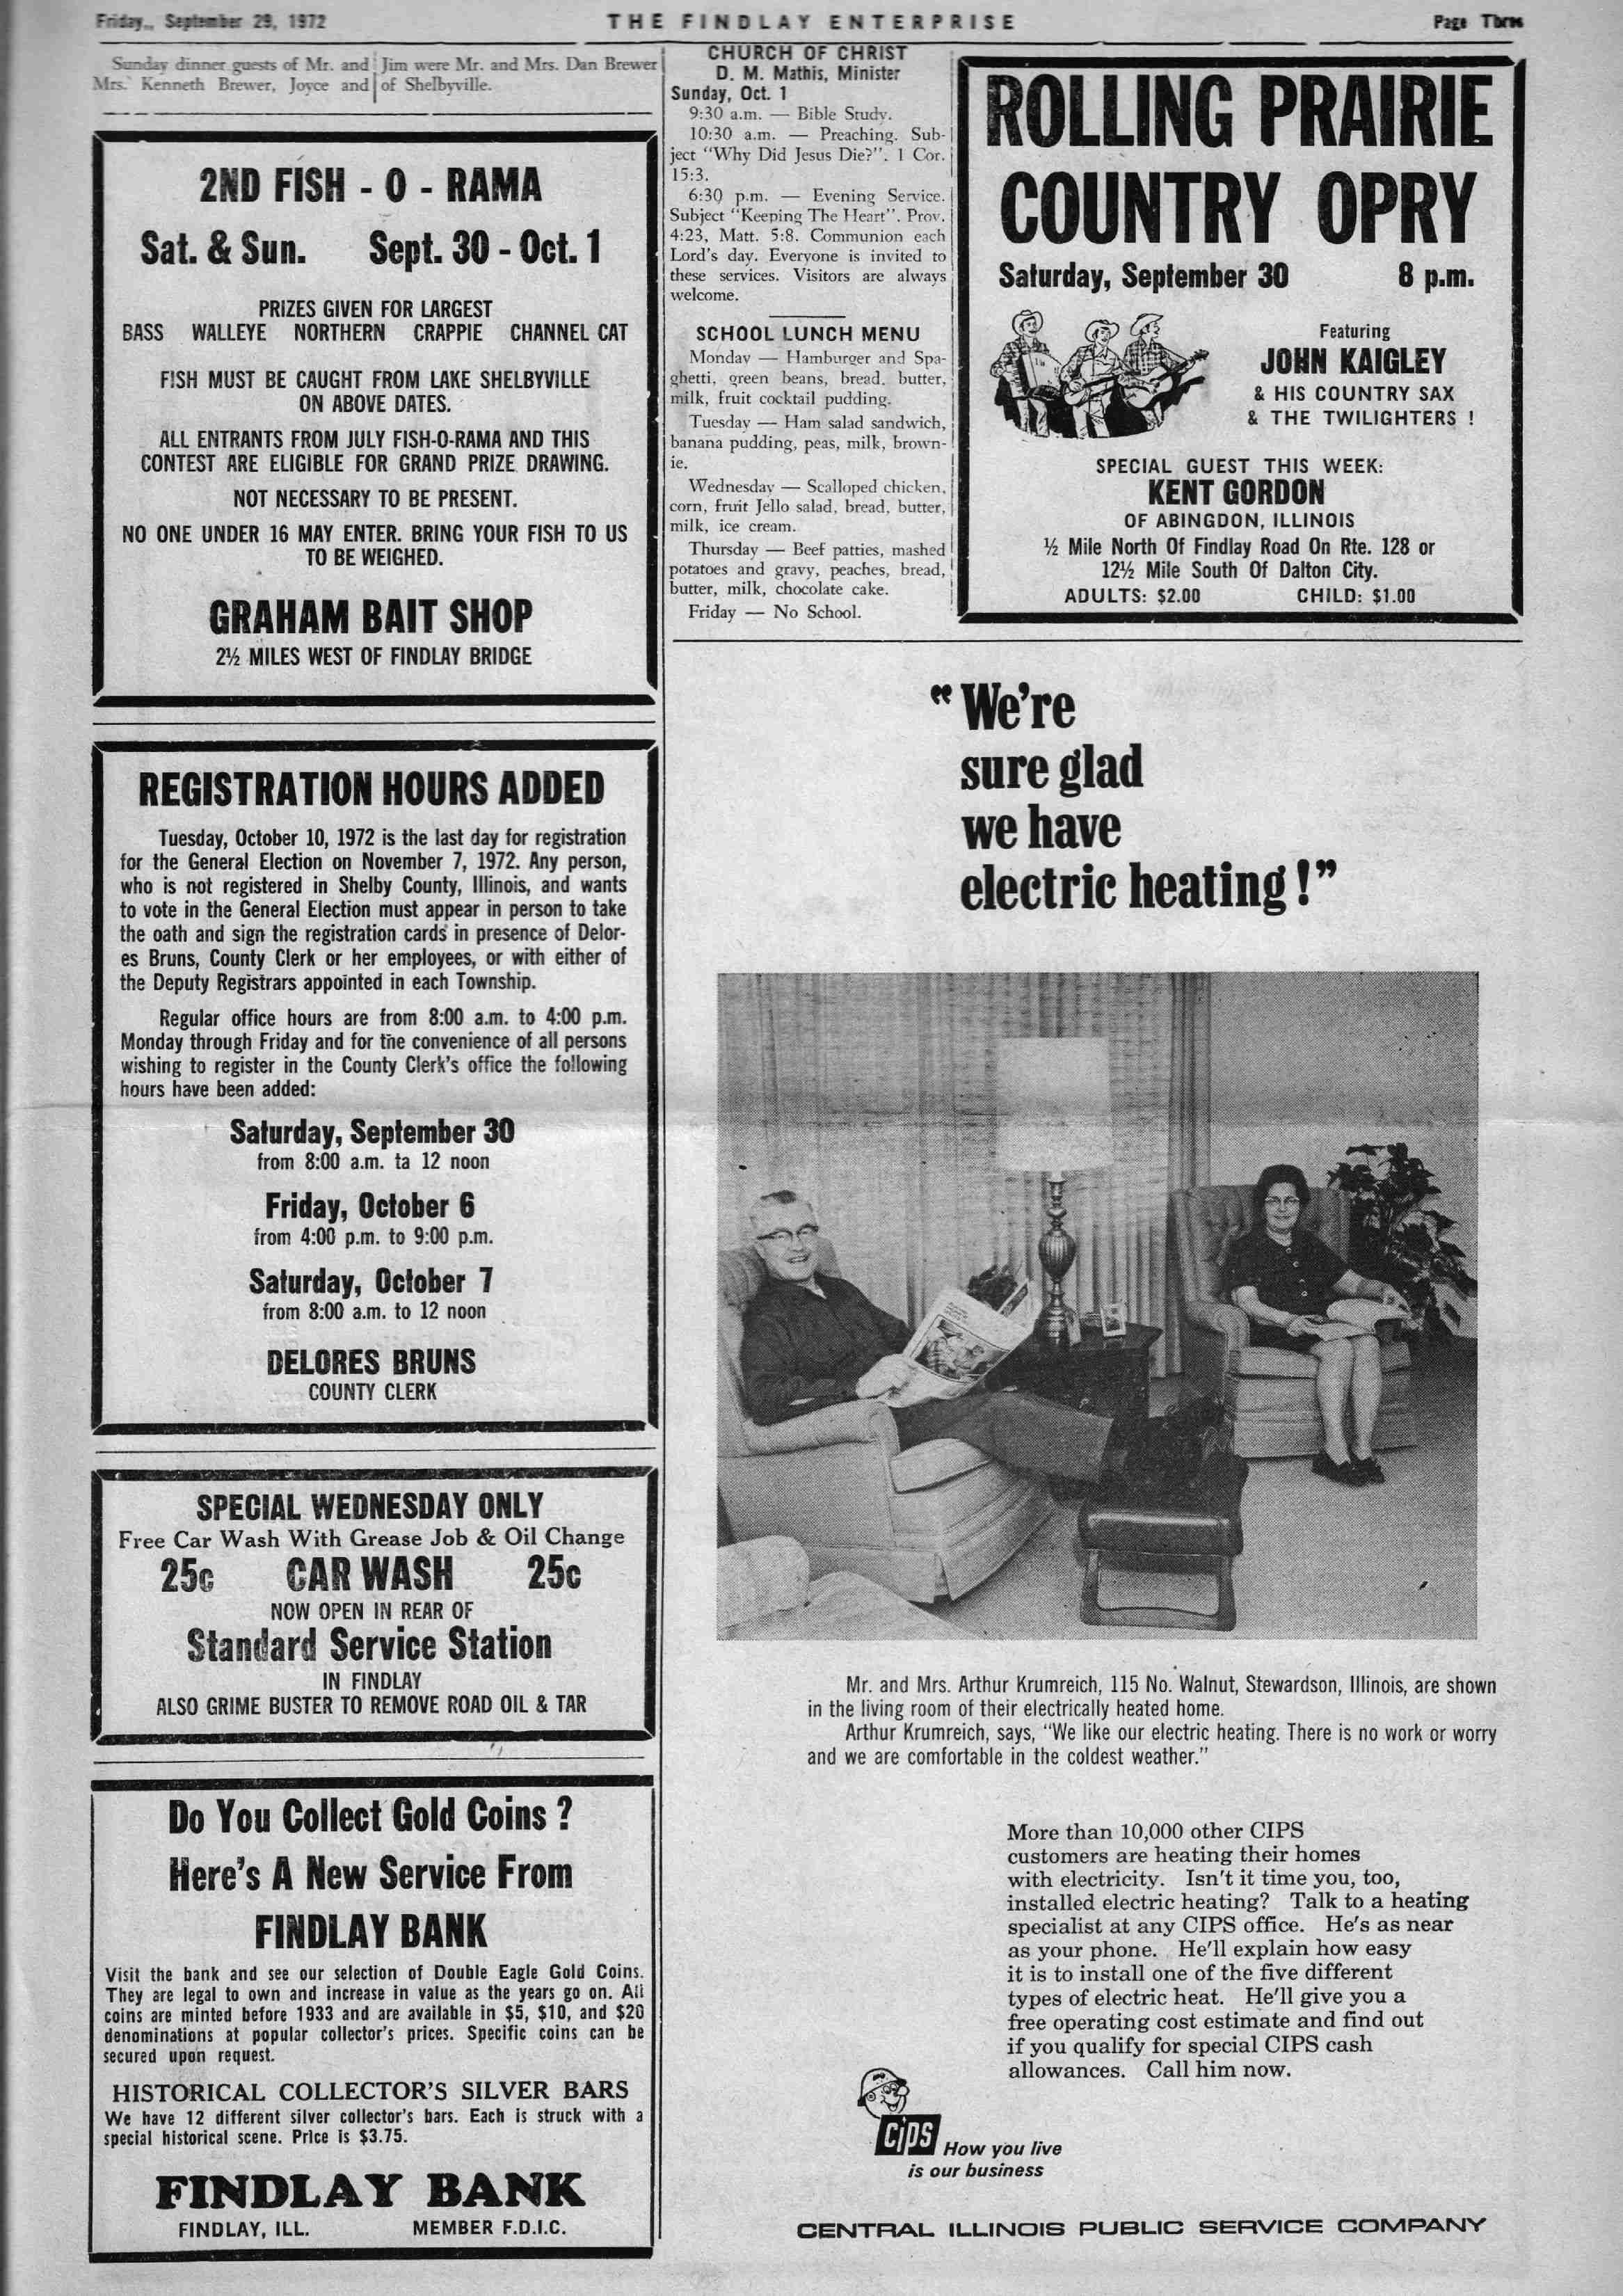 Friday, September 29, 1972
THE FINDLAY ENTERPRISE
Page Three
Sunday dinner guests of Mr. and
Mrs. Kenneth Brewer, Joyce and
Jim were Mr. and Mrs. Dan Brewer
of Shelbyville.
2ND FISH - O - RAMA
Sat. & Sun. Sept. 30 - Oct. 1
PRIZES GIVEN FOR LARGEST
BASS WALLEYE NORTHERN CRAPPIE CHANNEL CAT
FISH MUST BE CAUGHT FROM LAKE SHELBYVILLE
ON ABOVE DATES.
ALL ENTRANTS FROM JULY FISH-O-RAMA AND THIS
CONTEST ARE ELIGIBLE FOR GRAND PRIZE DRAWING.
NOT NECESSARY TO BE PRESENT.
NO ONE UNDER 16 MAY ENTER. BRING YOUR FISH TO US
TO BE WEIGHED.
GRAHAM BAIT SHOP
2½ MILES WEST OF FINDLAY BRIDGE
REGISTRATION HOURS ADDED
Tuesday, October 10, 1972 is the last day for registration
for the General Election on November 7, 1972. Any person,
who is not registered in Shelby County, Illinois, and wants
to vote in the General Election must appear in person to take
the oath and sign the registration cards in presence of Delor-
es Bruns, County Clerk or her employees, or with either of
the Deputy Registrars appointed in each Township.
Regular office hours are from 8:00 a.m. to 4:00 p.m.
Monday through Friday and for the convenience of all persons
wishing to register in the County Clerk's office the following
hours have been added:
Saturday, September 30
from 8:00 a.m. ta 12 noon
Friday, October 6
from 4:00 p.m. to 9:00 p.m.
Saturday, October 7
from 8:00 a.m. to 12 noon
DELORES BRUNS
COUNTY CLERK
SPECIAL WEDNESDAY ONLY
Free Car Wash With Grease Job & Oil Change
25c CAR WASH 25c
NOW OPEN IN REAR OF
Standard Service Station
IN FINDLAY
ALSO GRIME BUSTER TO REMOVE ROAD OIL & TAR
Do You Collect Gold Coins ?
Here's A New Service From
FINDLAY BANK
Visit the bank and see our selection of Double Eagle Gold Coins.
They are legal to own and increase in value as the years go on. All
coins are minted before 1933 and are available in $5, $10, and $20
denominations at popular collector's prices. Specific coins can be
secured upon request.
HISTORICAL COLLECTOR'S SILVER BARS
We have 12 different silver collector's bars. Each is struck with a
special historical scene. Price is $3.75.
FINDLAY BANK
FINDLAY, ILL. MEMBER F.D.I.C.
CHURCH OF CHRIST
D. M. Mathis, Minister
Sunday, Oct. 1
9:30 a.m. — Bible Study.
10:30 a.m. — Preaching. Sub-
ject "Why Did Jesus Die?". 1 Cor.
15:3.
6:30 p.m. — Evening Service.
Subject "Keeping The Heart". Prov.
4:23, Matt. 5:8. Communion each
Lord's day. Everyone is invited to
these services. Visitors are always
welcome.
SCHOOL LUNCH MENU
Monday — Hamburger and Spa-
ghetti, green beans, bread, butter,
milk, fruit cocktail pudding.
Tuesday — Ham salad sandwich,
banana pudding, peas, milk, brown-
ie.
Wednesday — Scalloped chicken,
corn, fruit Jello salad, bread, butter,
milk, ice cream.
Thursday — Beef patties, mashed
potatoes and gravy, peaches, bread,
butter, milk, chocolate cake.
Friday — No School.
ROLLING PRAIRIE
COUNTRY OPRY
Saturday, September 30 8 p.m.
Featuring
JOHN KAIGLEY
& HIS COUNTRY SAX
& THE TWILIGHTERS !
SPECIAL GUEST THIS WEEK:
KENT GORDON
OF ABINGDON, ILLINOIS
½ Mile North Of Findlay Road On Rte. 128 or
12½ Mile South Of Dalton City.
ADULTS: $2.00 CHILD: $1.00
"We're
sure glad
we have
electric heating!"
Mr. and Mrs. Arthur Krumreich, 115 No. Walnut, Stewardson, Illinois, are shown
in the living room of their electrically heated home.
Arthur Krumreich, says, "We like our electric heating. There is no work or worry
and we are comfortable in the coldest weather."
More than 10,000 other CIPS
customers are heating their homes
with electricity. Isn't it time you, too,
installed electric heating? Talk to a heating
specialist at any CIPS office. He's as near
as your phone. He'll explain how easy
it is to install one of the five different
types of electric heat. He'll give you a
free operating cost estimate and find out
if you qualify for special CIPS cash
allowances. Call him now.
CIPS How you live
is our business
CENTRAL ILLINOIS PUBLIC SERVICE COMPANY